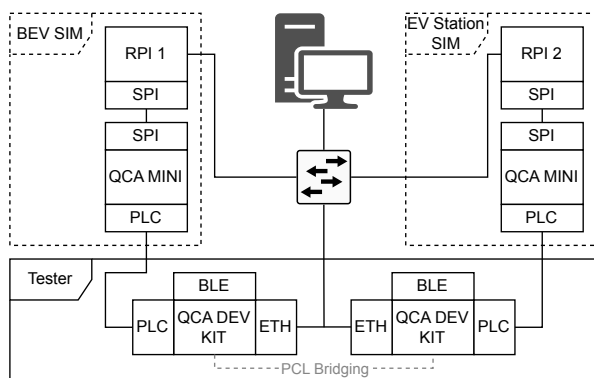 BEV SIM
RPI 1
SPI
SPI
QCA MINI
PLC
EV Station
SIM
RPI 2
SPI
SPI
QCA MINI
PLC
Tester
BLE
PLC
QCA DEV
KIT
ETH
BLE
ETH
QCA DEV
KIT
PLC
PCL Bridging